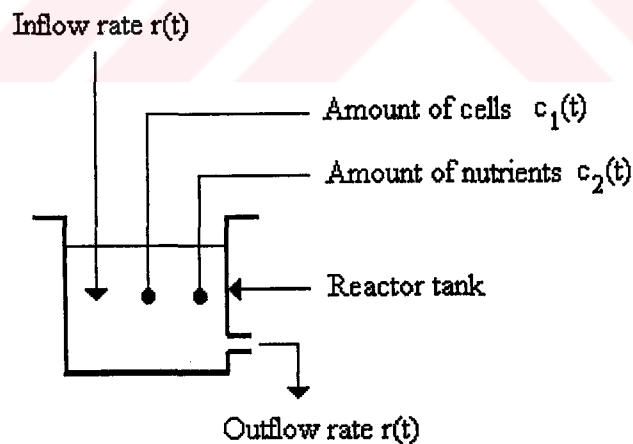 Inflow rate r(t)
Amount of cells c₁(t)
Amount of nutrients c₂(t)
Reactor tank
Outflow rate r(t)